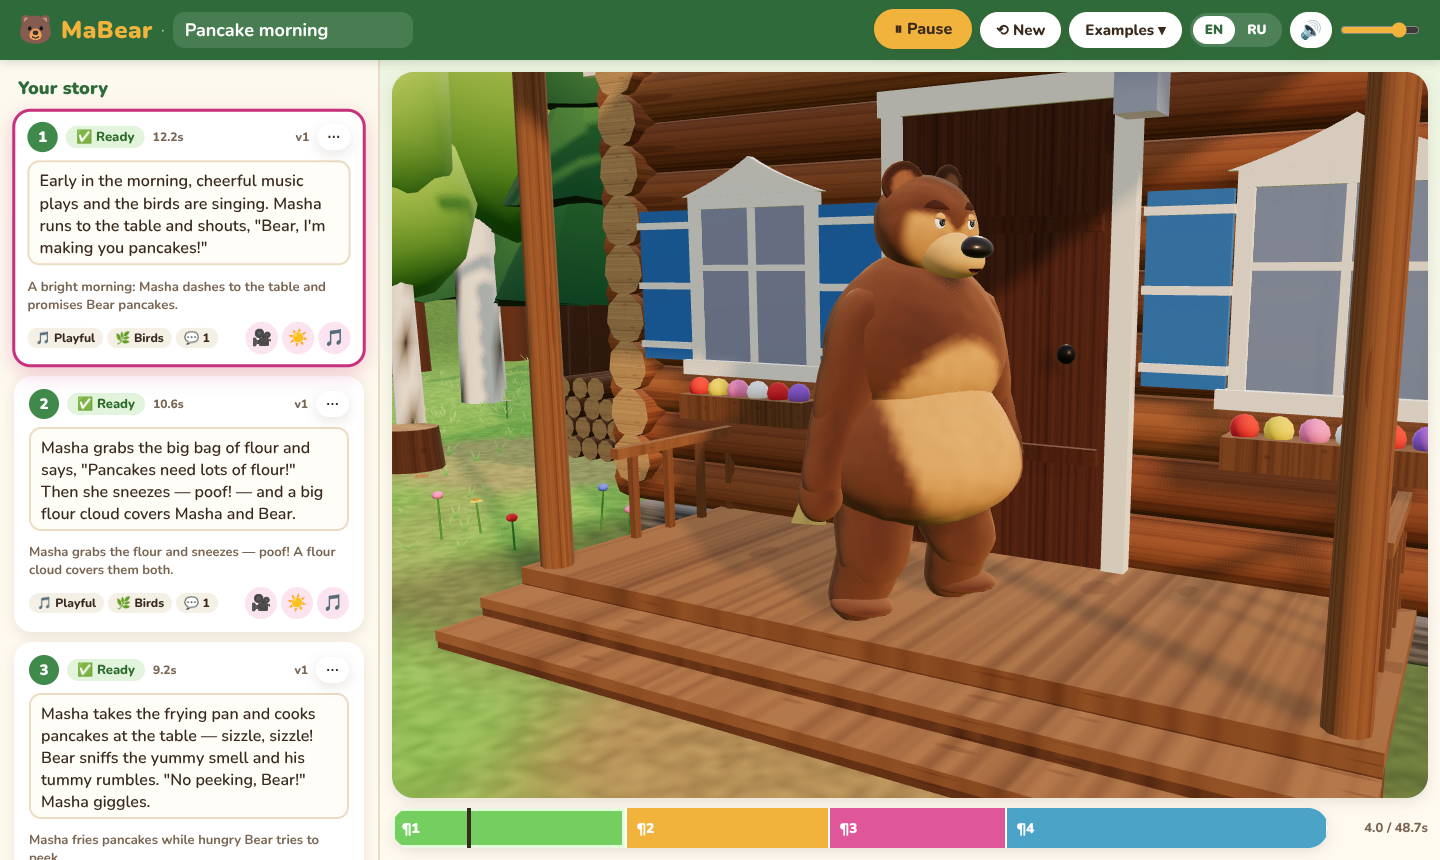 MaBear · Pancake morning
Pause
New
Examples ▾
EN RU
Your story
1 Ready 12.2s v1 ...
Early in the morning, cheerful music
plays and the birds are singing. Masha
runs to the table and shouts, "Bear, I'm
making you pancakes!"
A bright morning: Masha dashes to the table and
promises Bear pancakes.
Playful Birds 1
2 Ready 10.6s v1 ...
Masha grabs the big bag of flour and
says, "Pancakes need lots of flour!"
Then she sneezes — poof! — and a big
flour cloud covers Masha and Bear.
Masha grabs the flour and sneezes — poof! A flour
cloud covers them both.
Playful Birds 1
3 Ready 9.2s v1 ...
Masha takes the frying pan and cooks
pancakes at the table — sizzle, sizzle!
Bear sniffs the yummy smell and his
tummy rumbles. "No peeking, Bear!"
Masha giggles.
Masha fries pancakes while hungry Bear tries to
peek
¶1 ¶2 ¶3 ¶4 4.0 / 48.7s